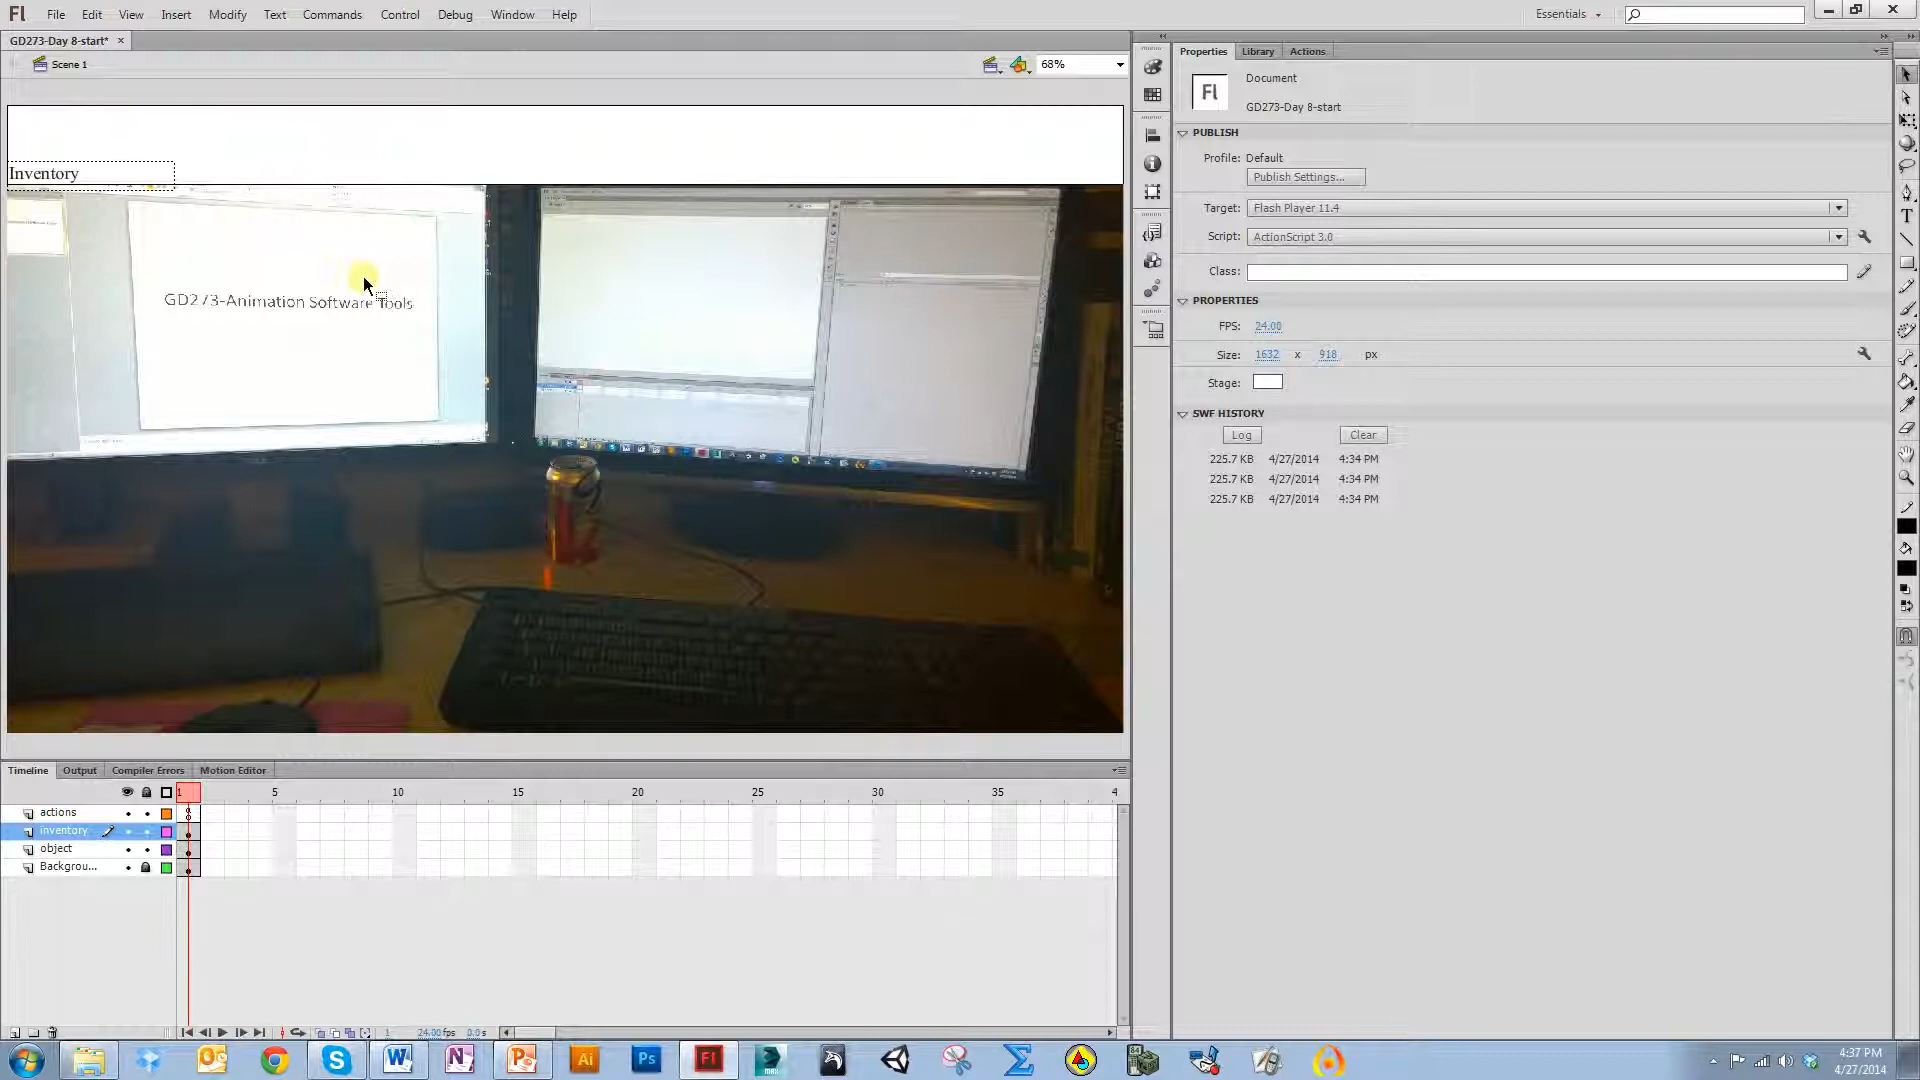 Fl File Edit View Insert Modify Text Commands Control Debug Window Help Essentials
GD273-Day 8-start* ×
Scene 1 68%
Properties Library Actions
Fl Document
GD273-Day 8-start
PUBLISH
Profile: Default
Publish Settings...
Target: Flash Player 11.4
Script: ActionScript 3.0
Class:
PROPERTIES
FPS: 24.00
Size: 1632 x 918 px
Stage:
SWF HISTORY
Log Clear
225.7 KB 4/27/2014 4:34 PM
225.7 KB 4/27/2014 4:34 PM
225.7 KB 4/27/2014 4:34 PM
Inventory
GD273-Animation Software Tools
Timeline Output Compiler Errors Motion Editor
1 5 10 15 20 25 30 35 4
actions
inventory
object
Backgrou...
1 24.00 fps 0.0 s
Ai Ps Fl
4:37 PM
4/27/2014